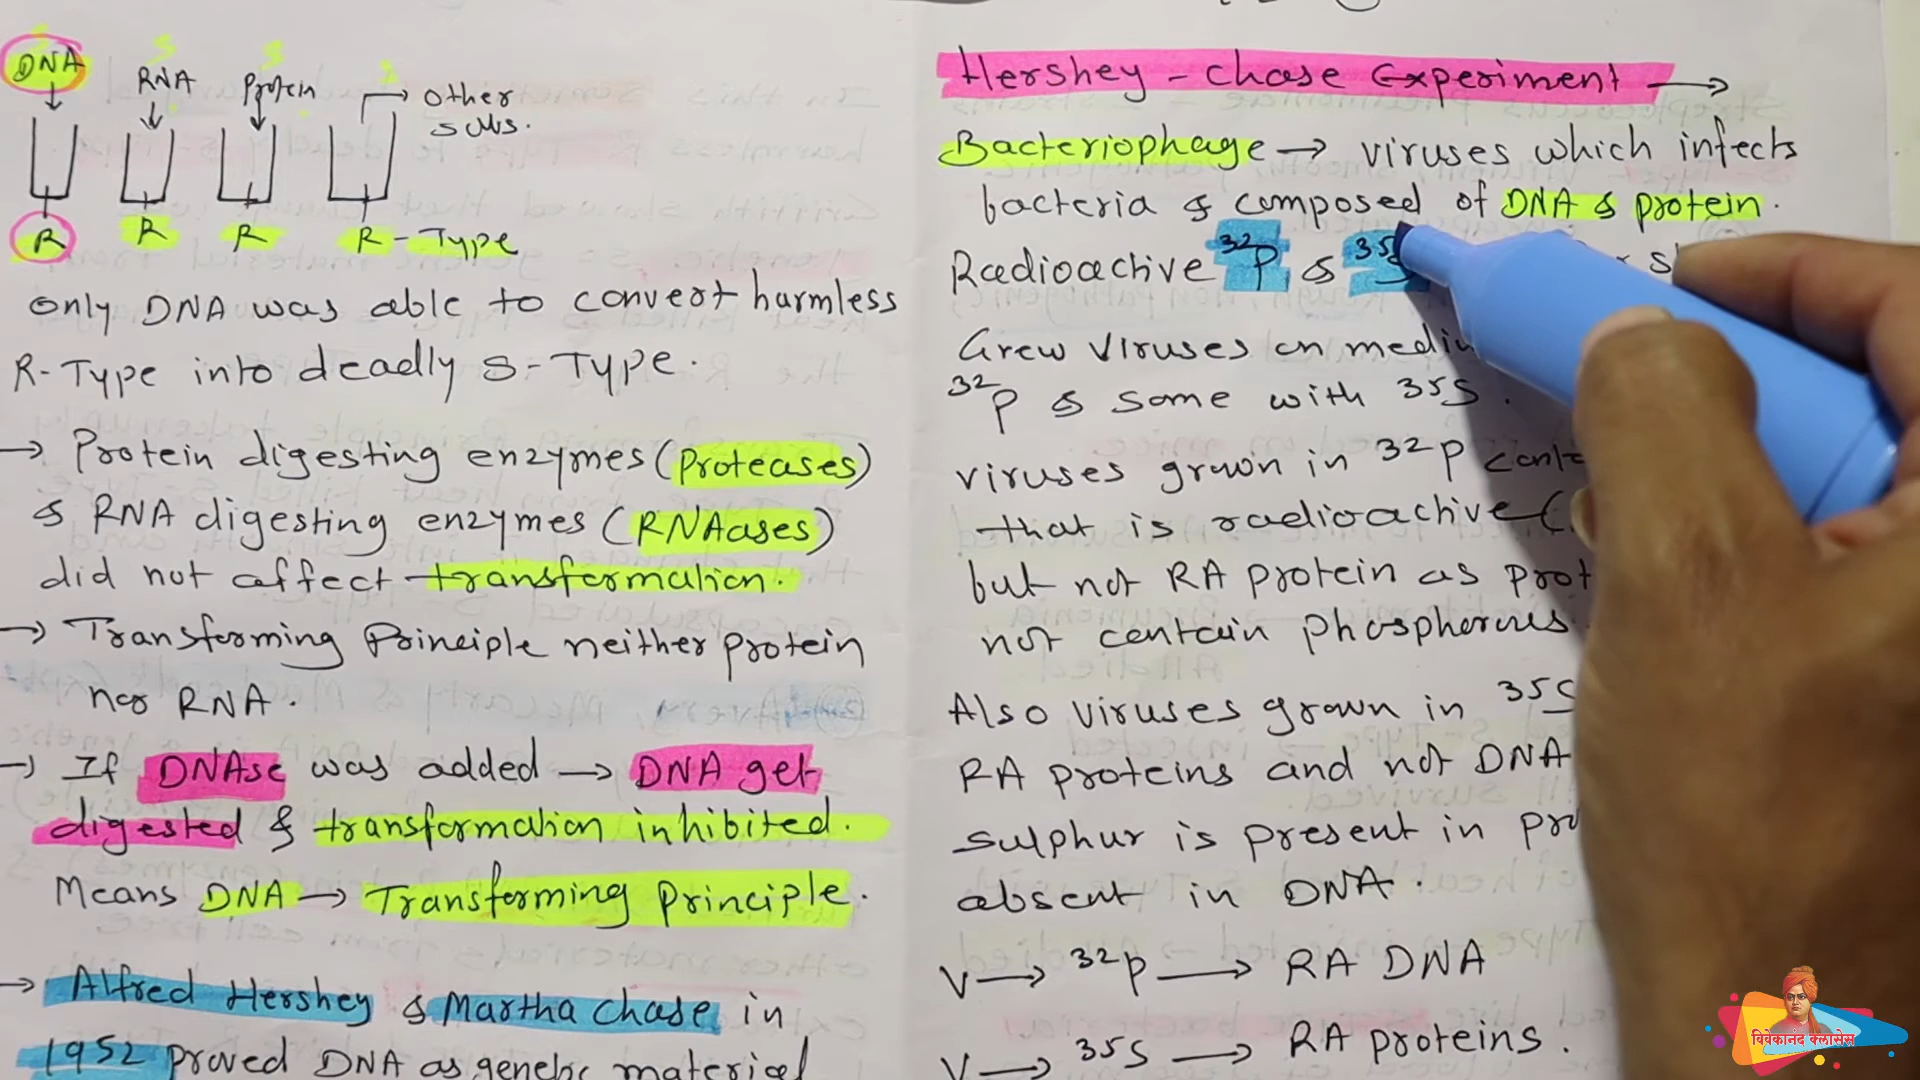 DNA
RNA
Protein
Other
SMs.
R
R
R
R - Type
only DNA was able to convert harmless
R-Type into deadly S-Type.
→ Protein digesting enzymes (Proteases)
& RNA digesting enzymes (RNAases)
did not affect transformation.
→ Transforming Principle neither protein
nor RNA.
→ If DNAse was added → DNA get
digested & transformation inhibited.
Means DNA → Transforming principle.
→ Alfred Hershey & Martha chase in
1952 proved DNA as genetic material
Hershey - chase Experiment →
Bacteriophage → viruses which infects
bacteria & composed of DNA & protein.
Radioactive 32P & 35S
Grew viruses on
32P & some with 35S.
viruses grown in 32P
that is radioactive (
but not RA protein as
not contain phosphorous
Also viruses grown in 35S
RA proteins and not DNA
sulphur is present in
absent in DNA.
V → 32P → RA DNA
V → 35S → RA proteins.
विवेकानंद क्लासेस